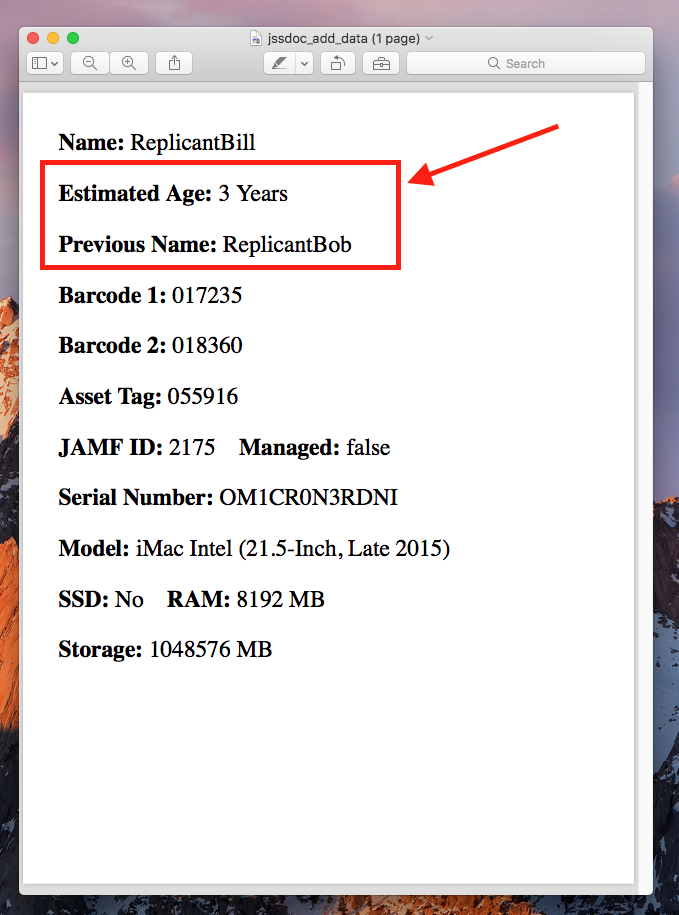 jssdoc_add_data (1 page)
Search
Name: ReplicantBill
Estimated Age: 3 Years
Previous Name: ReplicantBob
Barcode 1: 017235
Barcode 2: 018360
Asset Tag: 055916
JAMF ID: 2175 Managed: false
Serial Number: OM1CR0N3RDNI
Model: iMac Intel (21.5-Inch, Late 2015)
SSD: No RAM: 8192 MB
Storage: 1048576 MB